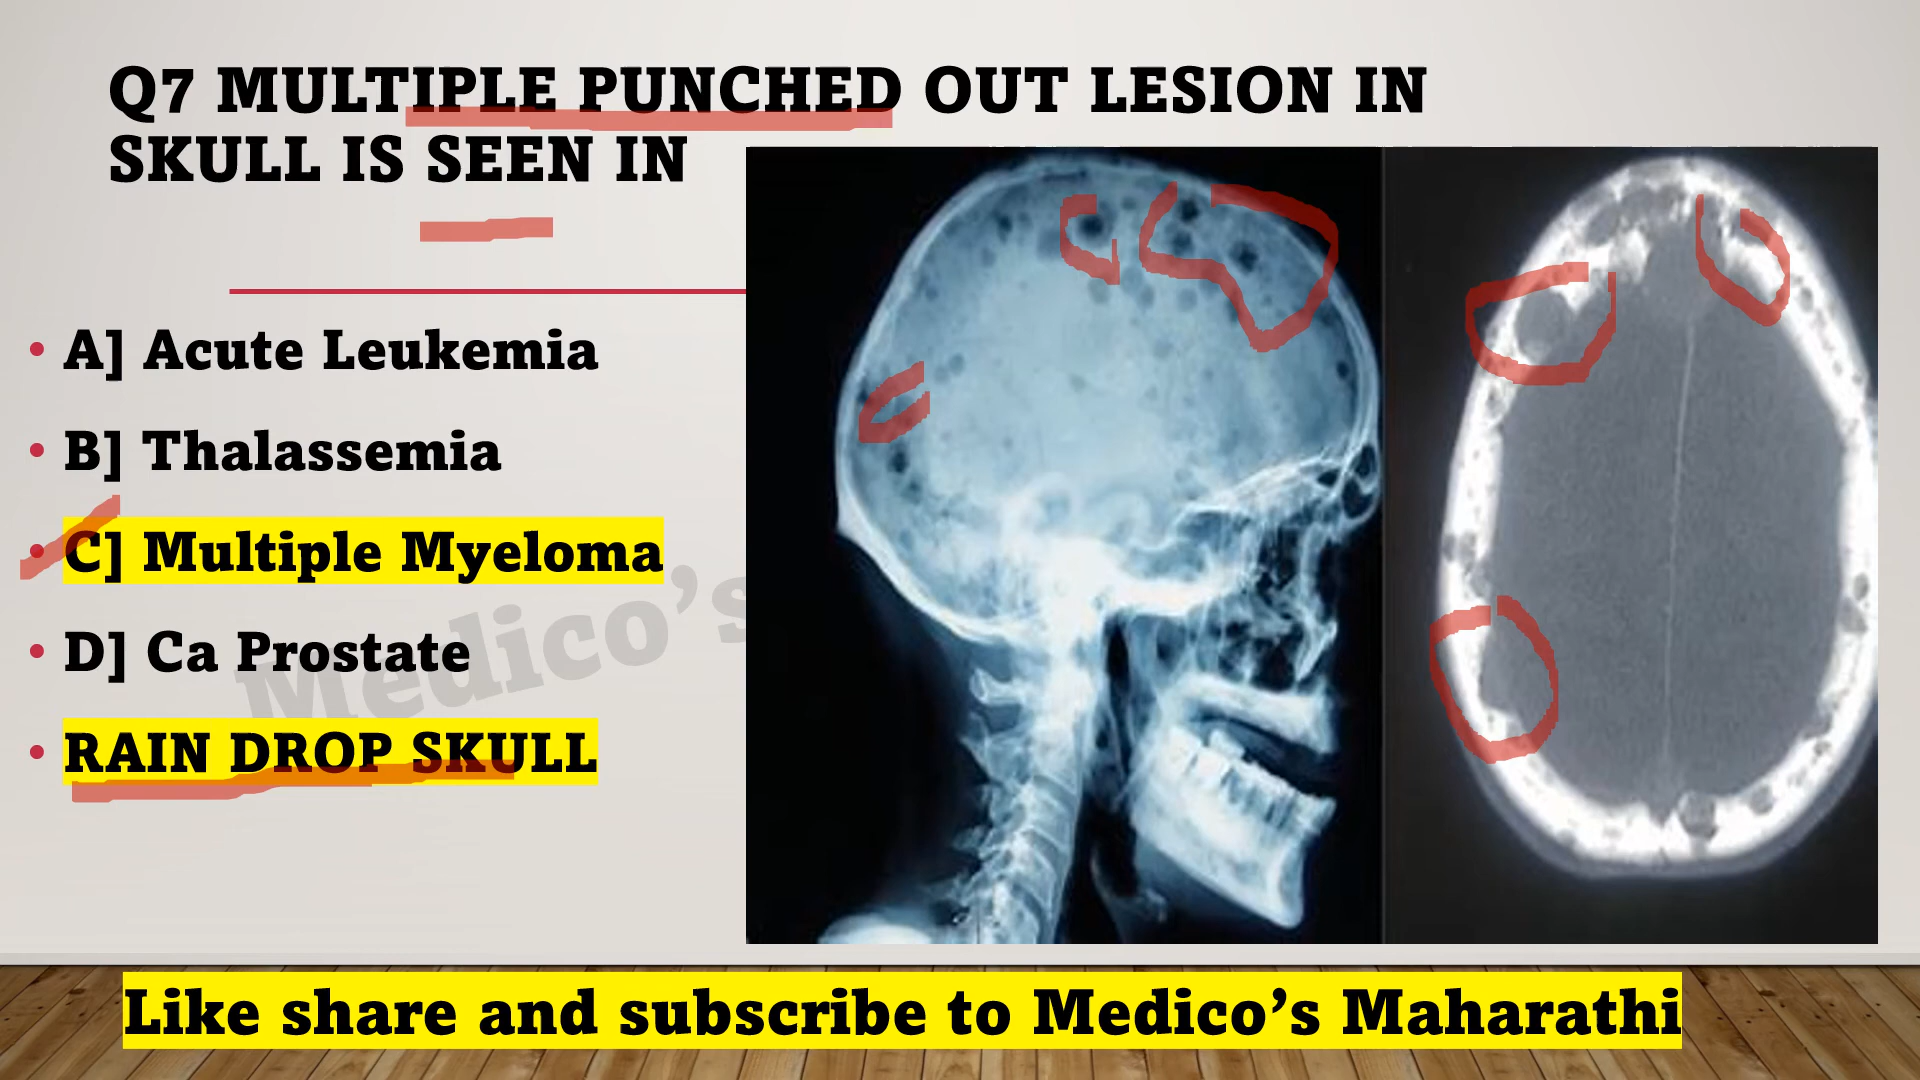 Q7 MULTIPLE PUNCHED OUT LESION IN
SKULL IS SEEN IN
• A] Acute Leukemia
• B] Thalassemia
• C] Multiple Myeloma
• D] Ca Prostate
• RAIN DROP SKULL
Medico's
Like share and subscribe to Medico's Maharathi